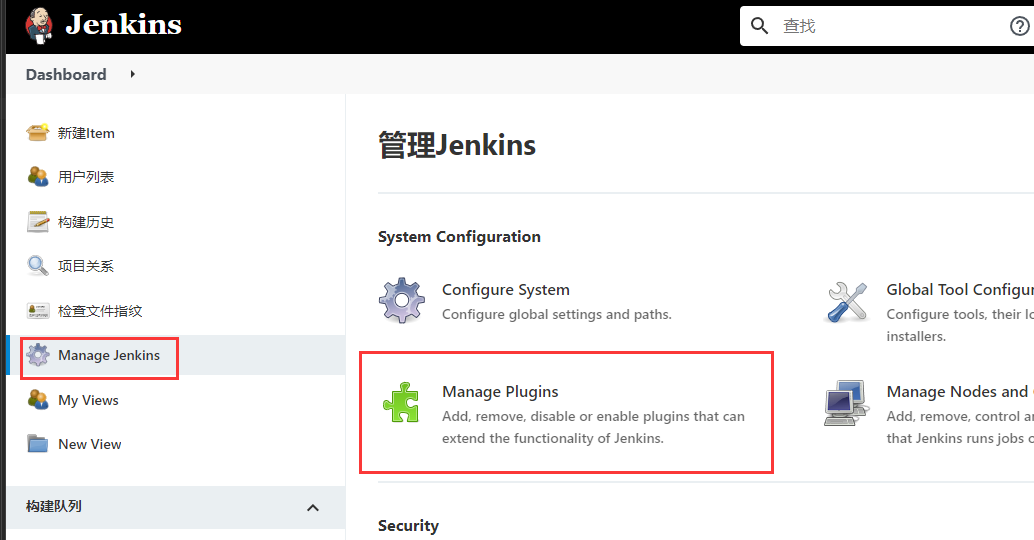 Jenkins
查找
Dashboard
新建Item
用户列表
构建历史
项目关系
检查文件指纹
Manage Jenkins
My Views
New View
构建队列
管理Jenkins
System Configuration
Configure System
Configure global settings and paths.
Global Tool Configur
Configure tools, their lo
installers.
Manage Plugins
Add, remove, disable or enable plugins that can
extend the functionality of Jenkins.
Manage Nodes and
Add, remove, control a
that Jenkins runs jobs o
Security